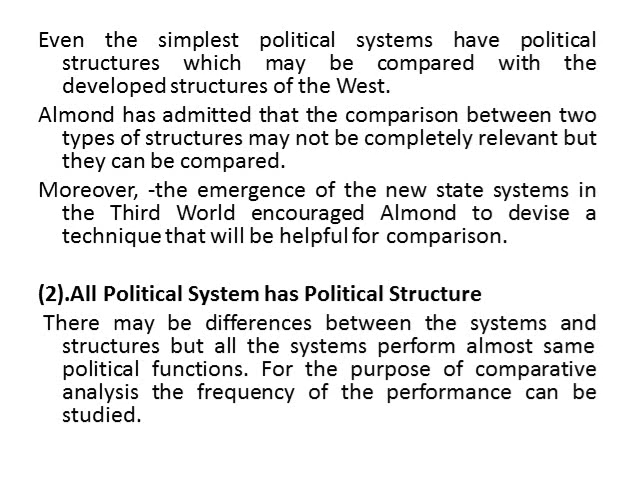 Even the simplest political systems have political
structures which may be compared with the
developed structures of the West.
Almond has admitted that the comparison between two
types of structures may not be completely relevant but
they can be compared.
Moreover, -the emergence of the new state systems in
the Third World encouraged Almond to devise a
technique that will be helpful for comparison.
(2).All Political System has Political Structure
There may be differences between the systems and
structures but all the systems perform almost same
political functions. For the purpose of comparative
analysis the frequency of the performance can be
studied.